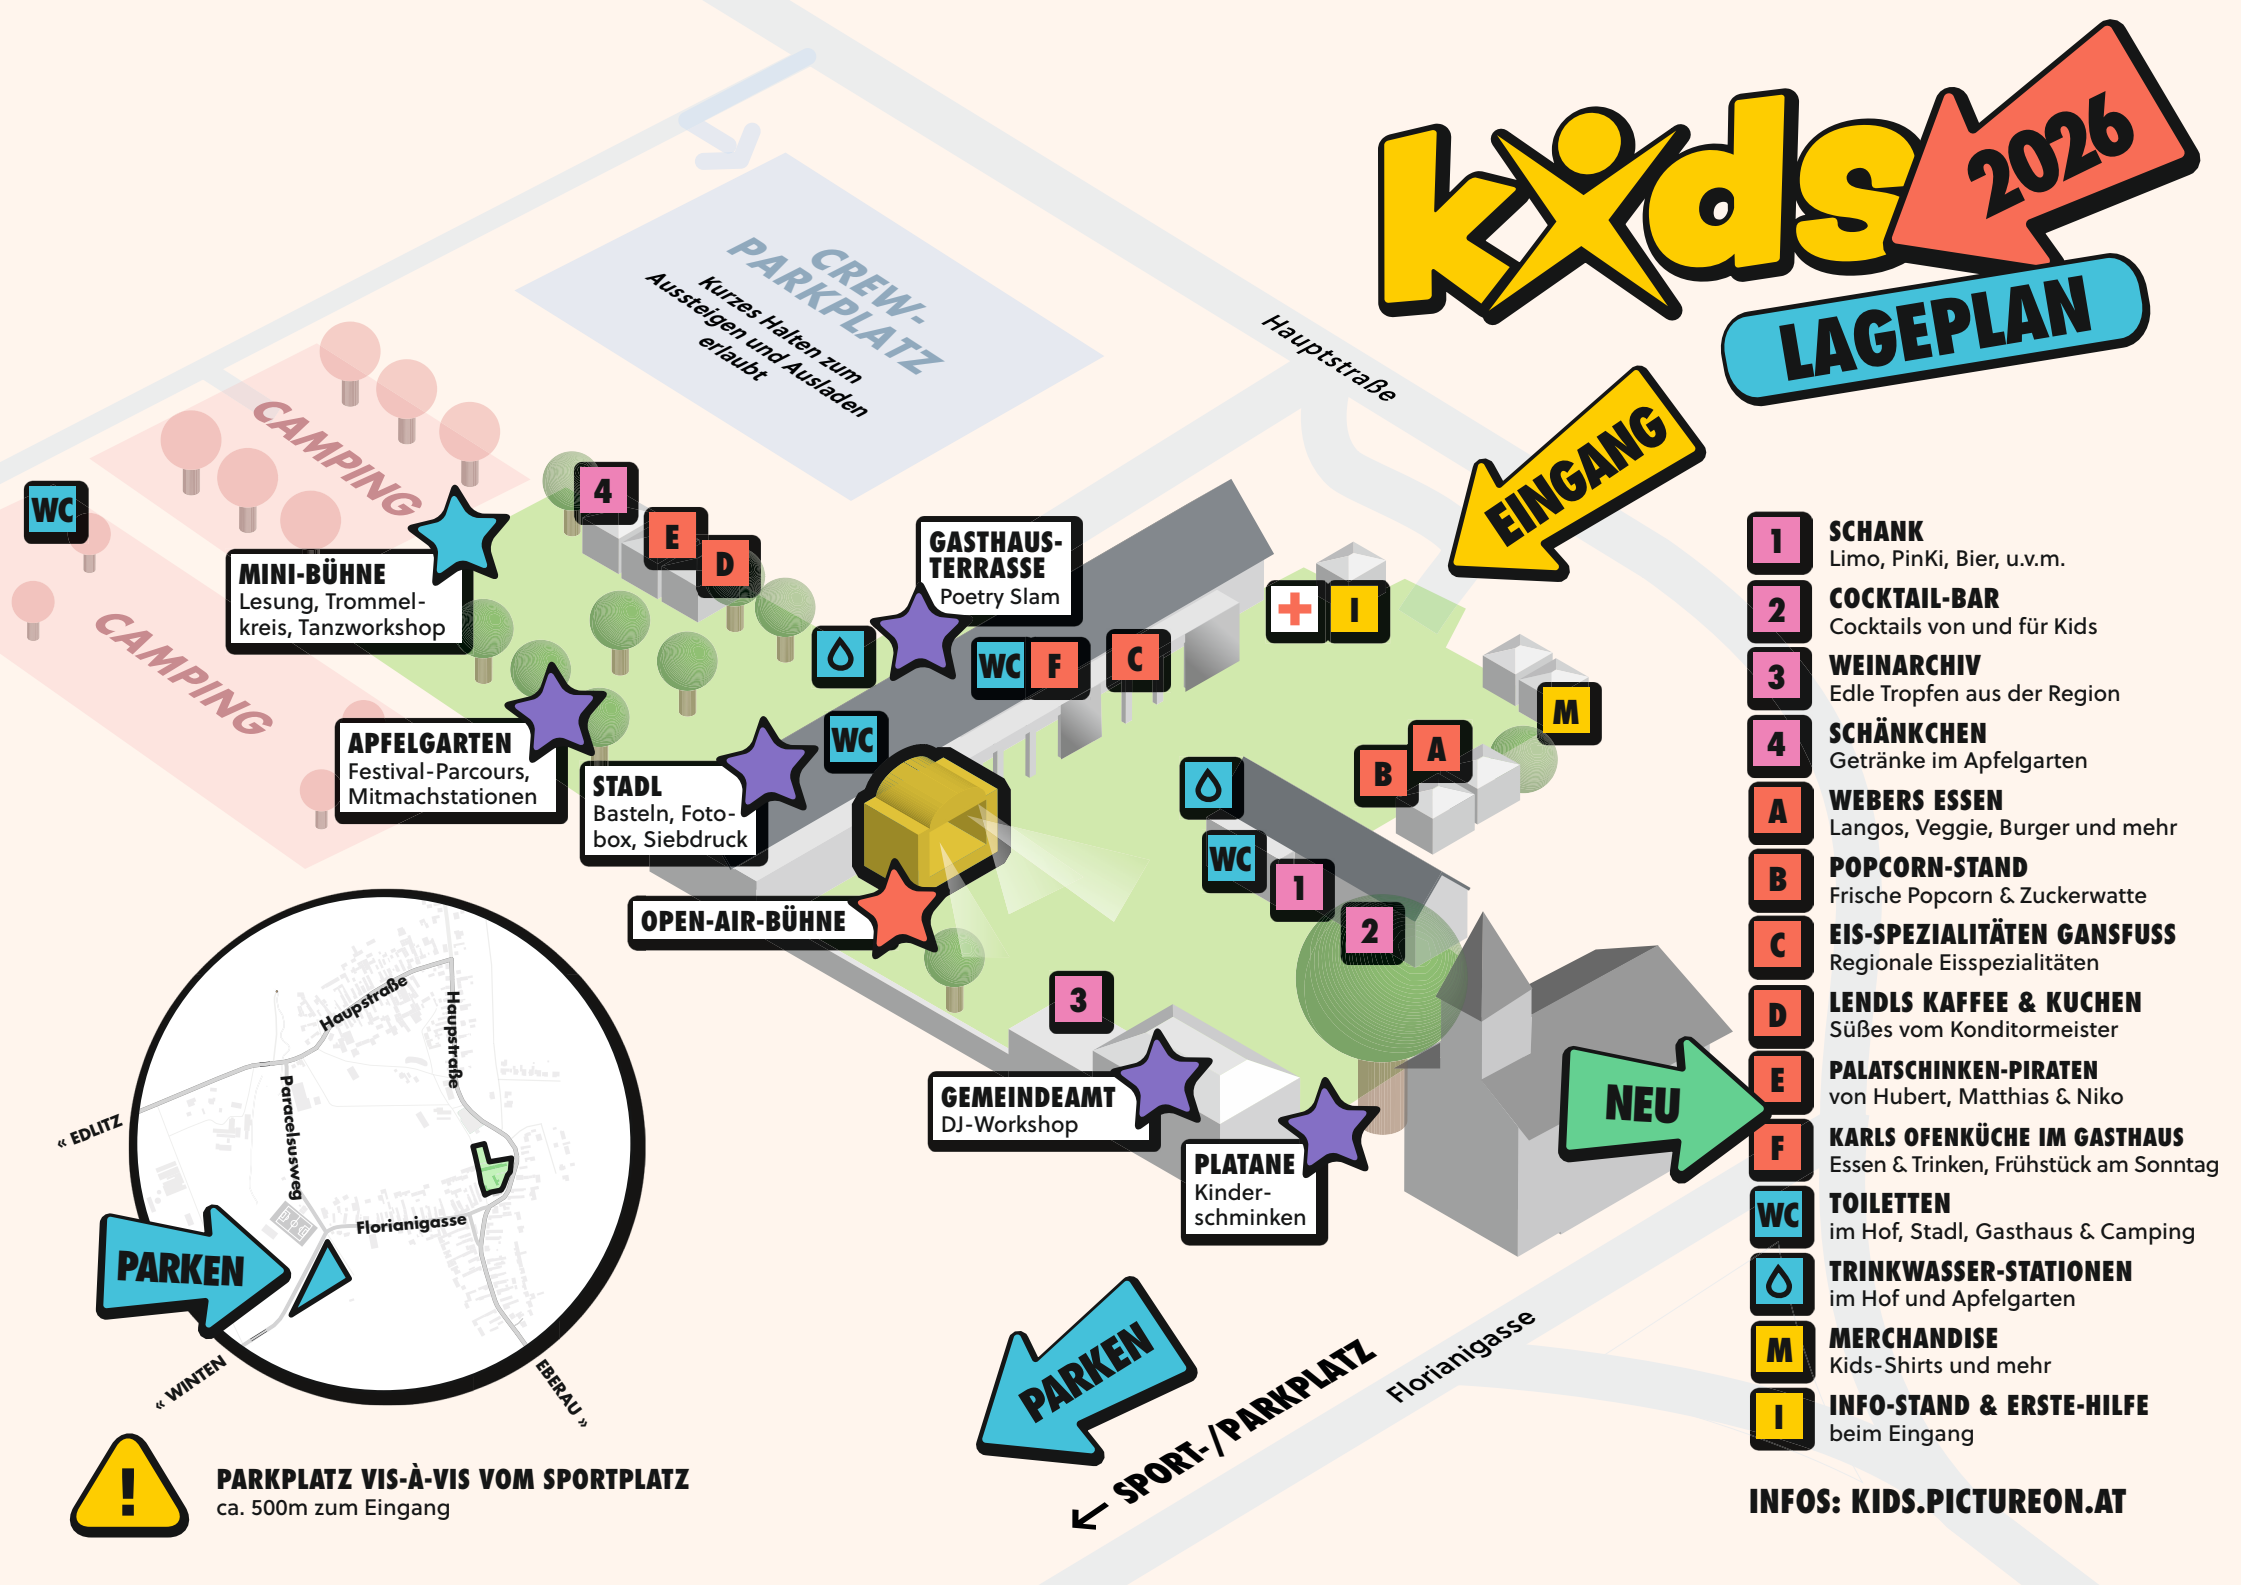 kids
2026
LAGEPLAN
CREW-
PARKPLATZ
Kurzes Halten zum
Aussteigen und Ausladen
erlaubt
Hauptstraße
EINGANG
CAMPING
CAMPING
WC
4
E
D
MINI-BÜHNE
Lesung, Trommel-
kreis, Tanzworkshop
GASTHAUS-
TERRASSE
Poetry Slam
WC
F
C
I
M
APFELGARTEN
Festival-Parcours,
Mitmachstationen
STADL
Basteln, Foto-
box, Siebdruck
WC
B
A
WC
1
2
OPEN-AIR-BÜHNE
3
GEMEINDEAMT
DJ-Workshop
PLATANE
Kinder-
schminken
NEU
1
SCHANK
Limo, PinKi, Bier, u.v.m.
2
COCKTAIL-BAR
Cocktails von und für Kids
3
WEINARCHIV
Edle Tropfen aus der Region
4
SCHÄNKCHEN
Getränke im Apfelgarten
A
WEBERS ESSEN
Langos, Veggie, Burger und mehr
B
POPCORN-STAND
Frische Popcorn & Zuckerwatte
C
EIS-SPEZIALITÄTEN GANSFUSS
Regionale Eisspezialitäten
D
LENDLS KAFFEE & KUCHEN
Süßes vom Konditormeister
E
PALATSCHINKEN-PIRATEN
von Hubert, Matthias & Niko
F
KARLS OFENKÜCHE IM GASTHAUS
Essen & Trinken, Frühstück am Sonntag
WC
TOILETTEN
im Hof, Stadl, Gasthaus & Camping
TRINKWASSER-STATIONEN
im Hof und Apfelgarten
M
MERCHANDISE
Kids-Shirts und mehr
I
INFO-STAND & ERSTE-HILFE
beim Eingang
INFOS: KIDS.PICTUREON.AT
Haupstraße
Haupstraße
Paracelsusweg
Florianigasse
« EDLITZ
PARKEN
« WINTEN
EBERAU »
PARKEN
← SPORT-/PARKPLATZ
Florianigasse
!
PARKPLATZ VIS-À-VIS VOM SPORTPLATZ
ca. 500m zum Eingang